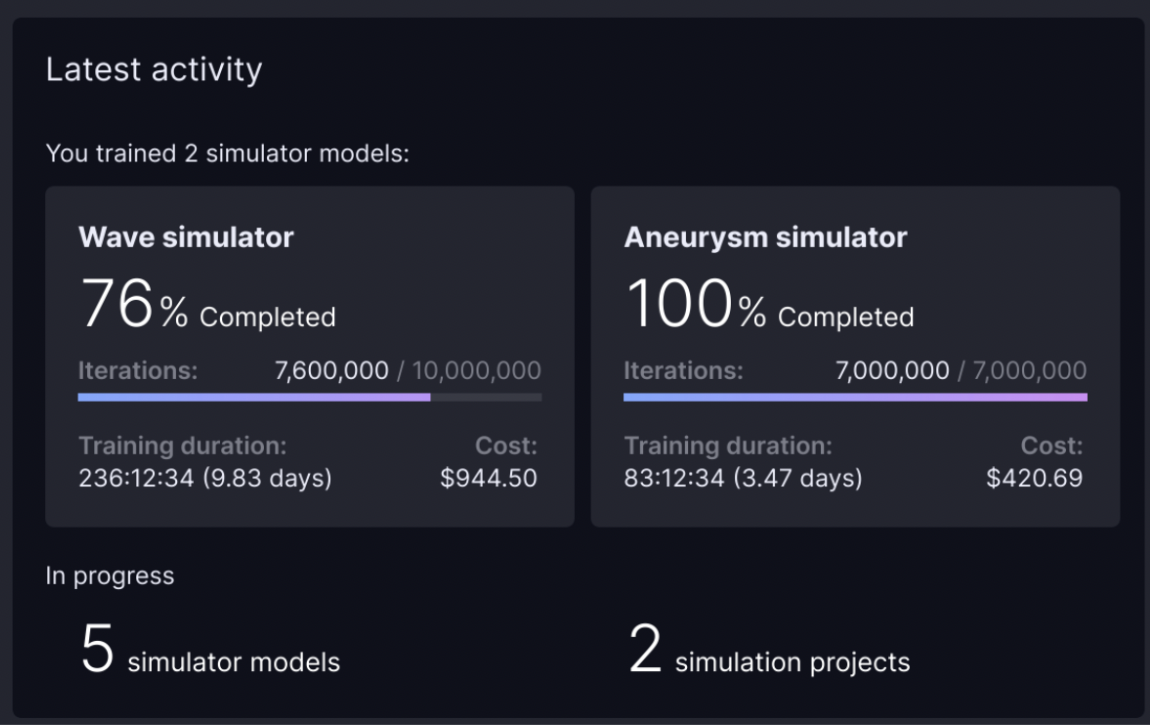 Latest activity
You trained 2 simulator models:
Wave simulator
76% Completed
Iterations: 7,600,000 / 10,000,000
Training duration: Cost:
236:12:34 (9.83 days) $944.50
Aneurysm simulator
100% Completed
Iterations: 7,000,000 / 7,000,000
Training duration: Cost:
83:12:34 (3.47 days) $420.69
In progress
5 simulator models
2 simulation projects